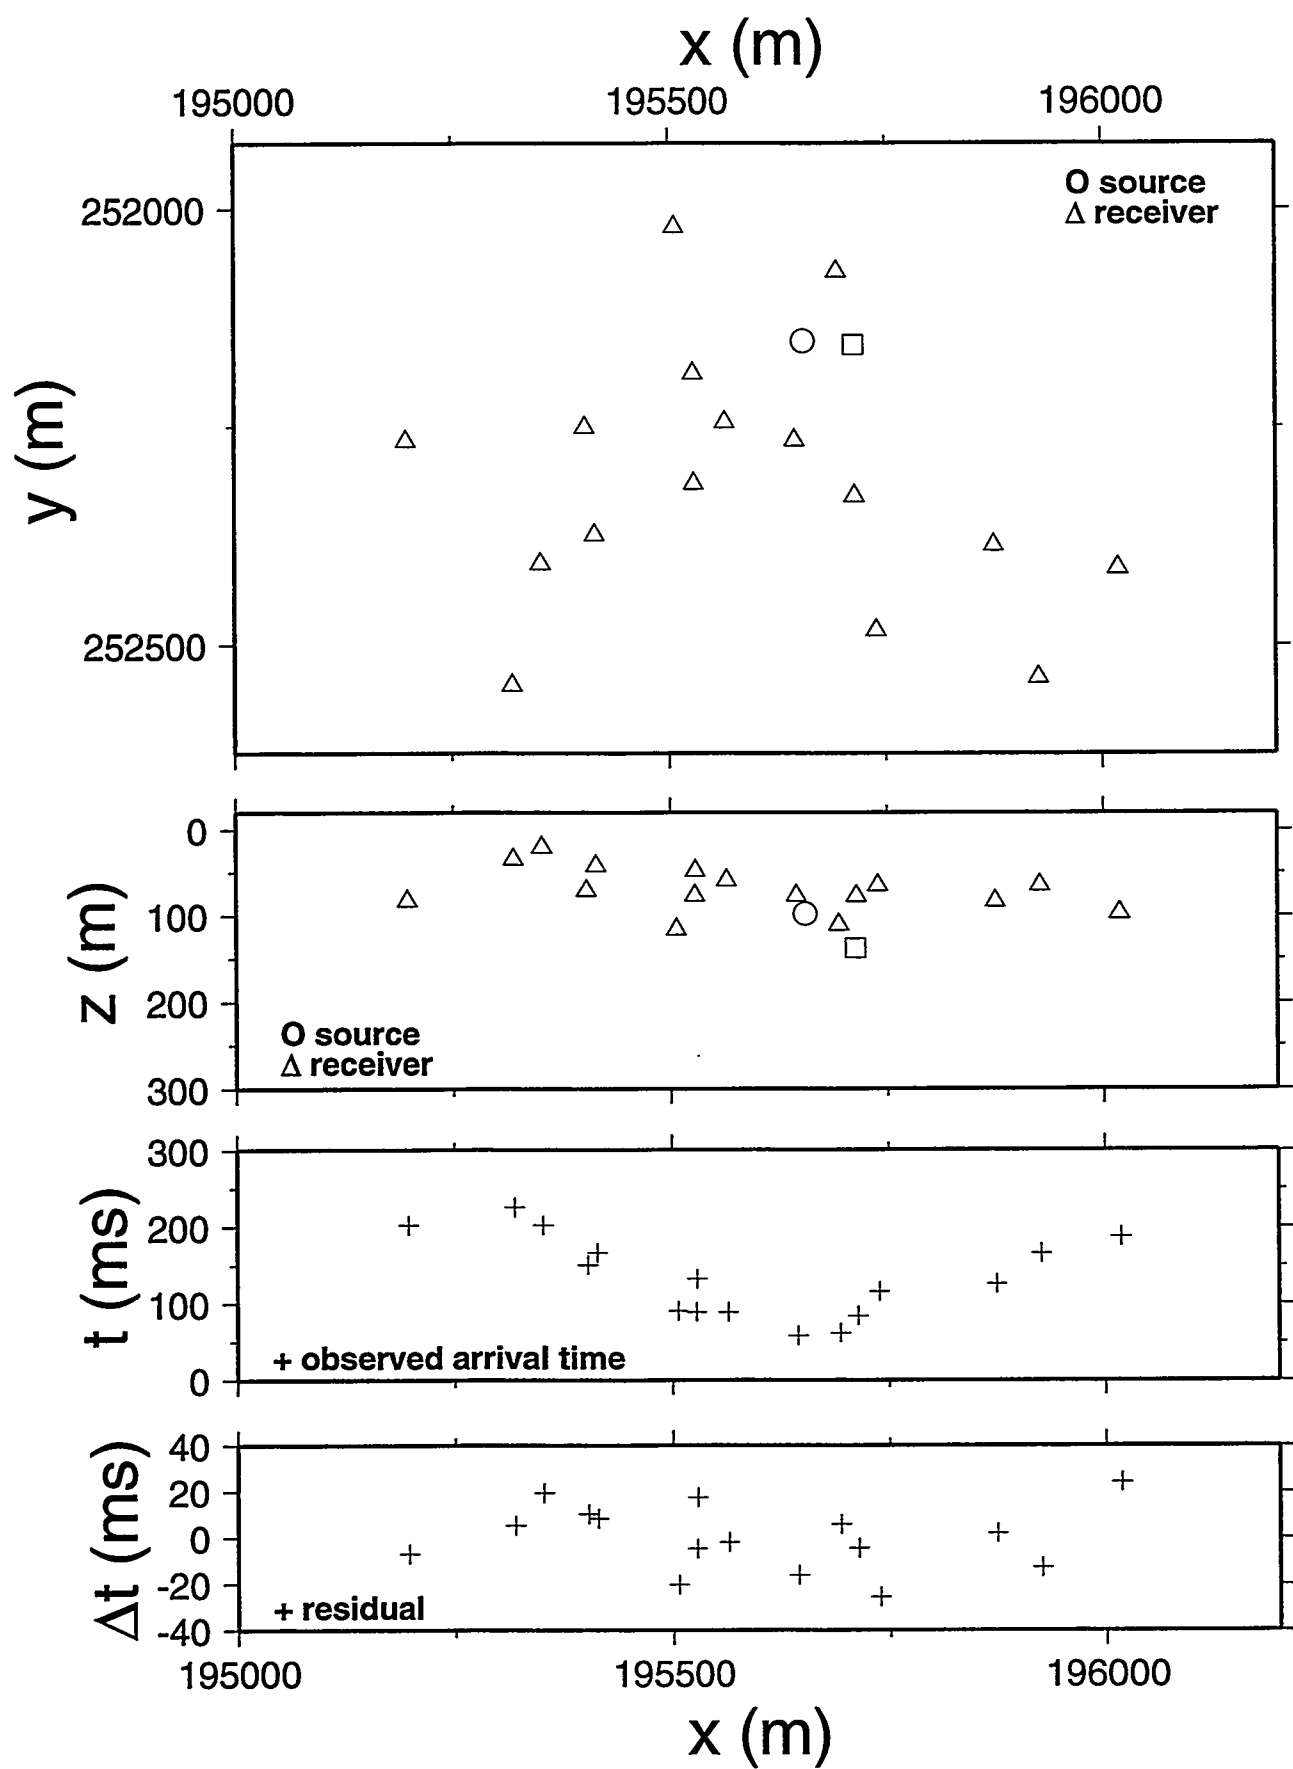 x (m)
195000 195500 196000
O source
Δ receiver
252000
y (m)
252500
0
100
z (m)
200
O source
Δ receiver
300
300
200
t (ms)
100
+ observed arrival time
0
40
20
Δt (ms)
0
-20
+ residual
-40
195000 195500 196000
x (m)